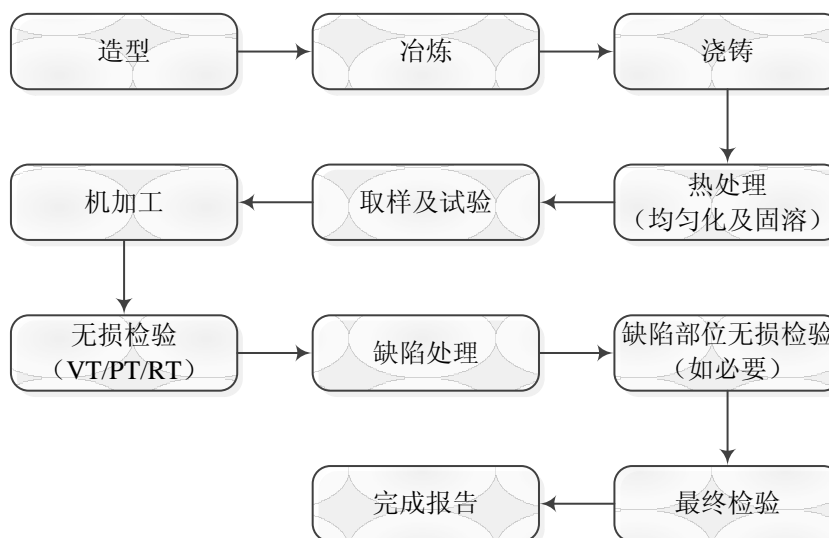 造型
冶炼
浇铸
热处理
（均匀化及固溶）
取样及试验
机加工
无损检验
（VT/PT/RT）
缺陷处理
缺陷部位无损检验
（如必要）
最终检验
完成报告